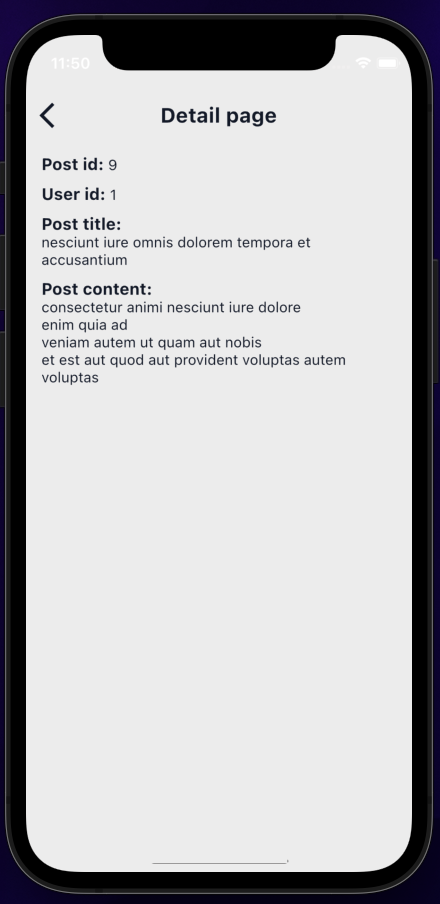 11:50
Detail page
Post id: 9
User id: 1
Post title:
nesciunt iure omnis dolorem tempora et
accusantium
Post content:
consectetur animi nesciunt iure dolore
enim quia ad
veniam autem ut quam aut nobis
et est aut quod aut provident voluptas autem
voluptas